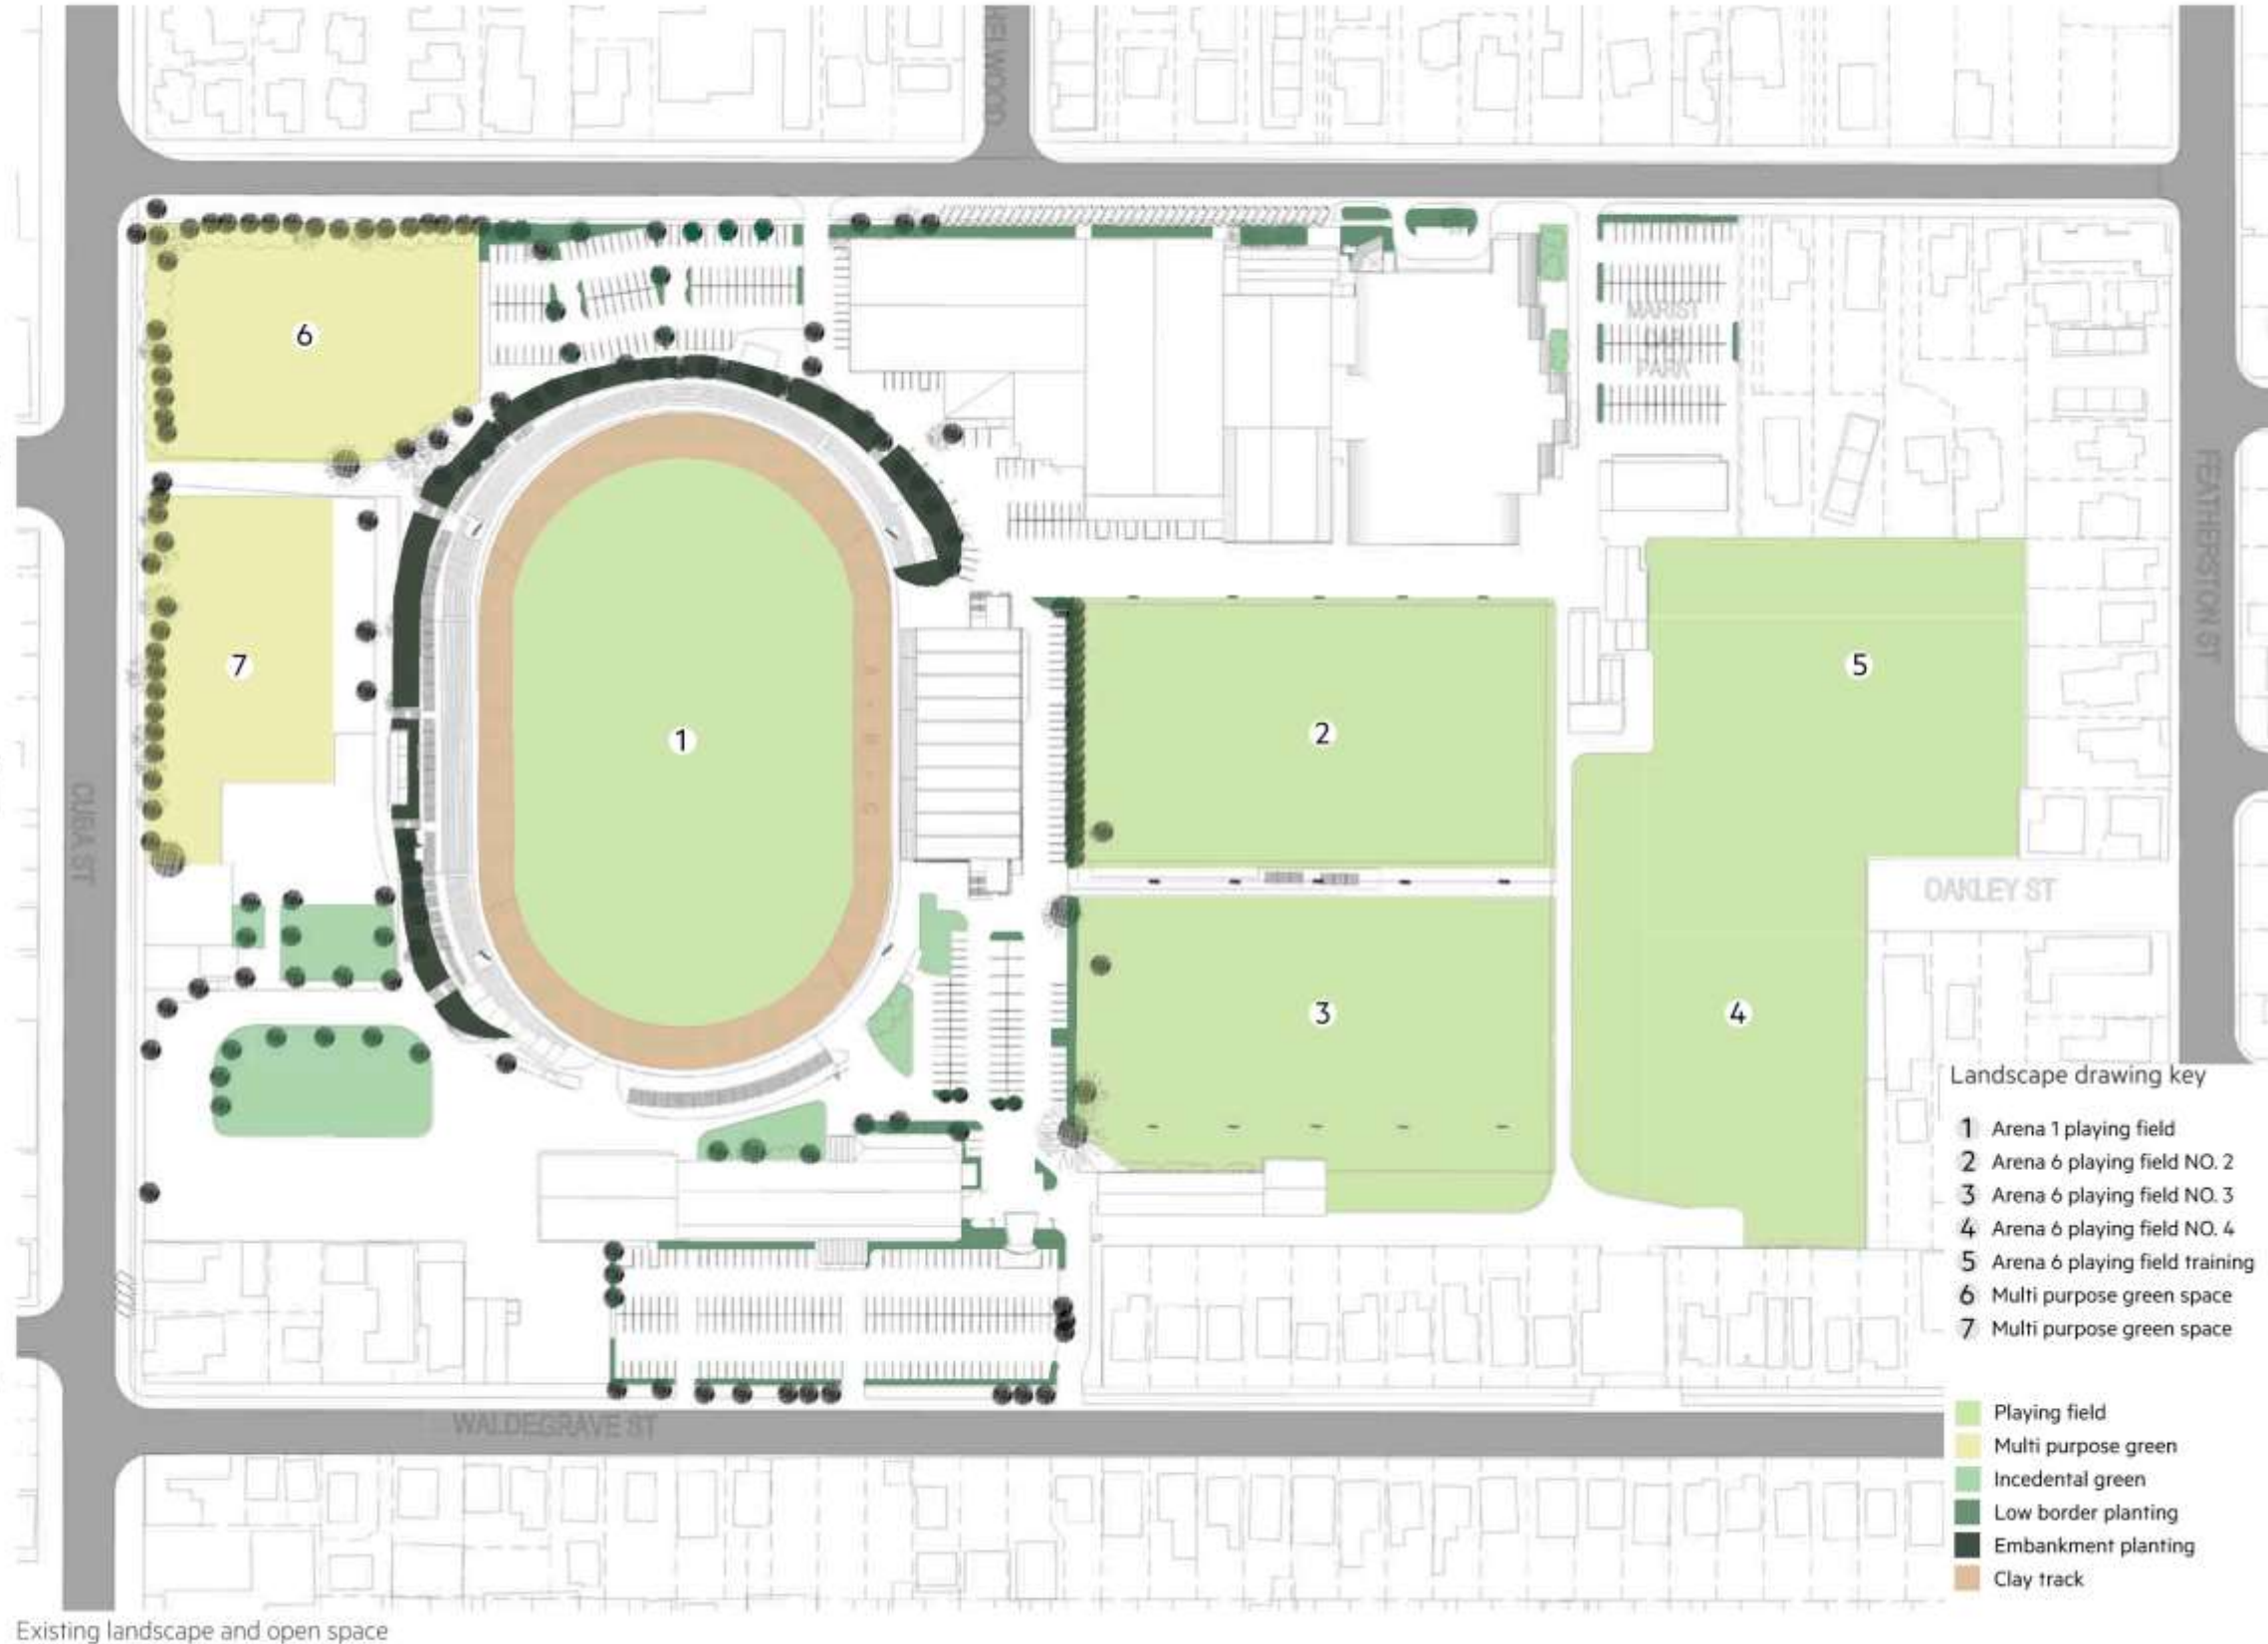 HELWOOD
6
MARIST
PARK
FEATHERSTON ST
7
5
1
2
CUBA ST
OAKLEY ST
3
4
Landscape drawing key
1 Arena 1 playing field
2 Arena 6 playing field NO. 2
3 Arena 6 playing field NO. 3
4 Arena 6 playing field NO. 4
5 Arena 6 playing field training
6 Multi purpose green space
7 Multi purpose green space
WALDEGRAVE ST
Playing field
Multi purpose green
Incedental green
Low border planting
Embankment planting
Clay track
Existing landscape and open space